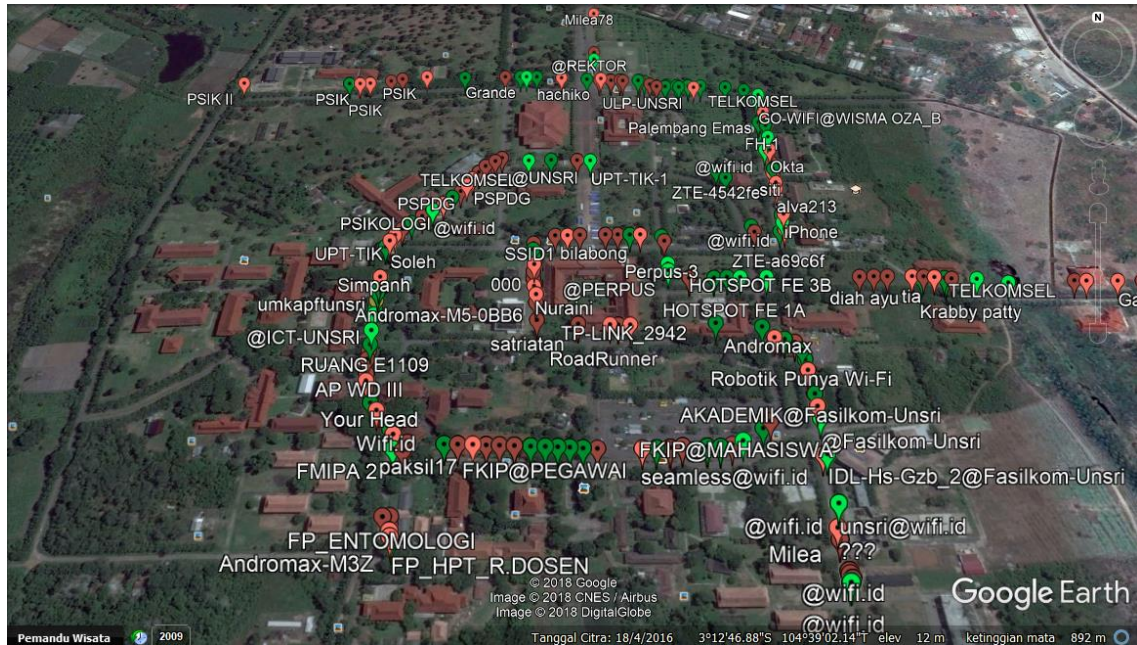 Milea78
N
@REKTOR
PSIK II
PSIK
PSIK
PSIK
Grande
hachiko
ULP-UNSRI
TELKOMSEL
GO-WIFI@WISMA OZA_B
Palembang Emas
FH-1
Okta
@wifi.id
TELKOMSEL
@UNSRI
UPT-TIK-1
ZTE-4542fe
siti
PSPDG
PSPDG
alva213
PSIKOLOGI
@wifi.id
iPhone
@wifi.id
UPT-TIK
Soleh
SSID1
bilabong
ZTE-a69c6f
Perpus-3
Simpanh
000
@PERPUS
HOTSPOT FE 3B
diah ayu
tia
TELKOMSEL
Ga
umkapftunsri
Andromax-M5-0BB6
Nuraini
HOTSPOT FE 1A
Krabby patty
@ICT-UNSRI
satriatan
TP-LINK_2942
RoadRunner
Andromax
RUANG E1109
AP WD III
Robotik Punya Wi-Fi
Your Head
AKADEMIK@Fasilkom-Unsri
Wifi.id
@Fasilkom-Unsri
FMIPA 2
paksil17
FKIP@PEGAWAI
FKIP@MAHASISWA
seamless@wifi.id
IDL-Hs-Gzb_2@Fasilkom-Unsri
@wifi.id
unsri@wifi.id
FP_ENTOMOLOGI
Milea
???
Andromax-M3Z
FP_HPT_R.DOSEN
@wifi.id
© 2018 Google
Image © 2018 CNES / Airbus
Image © 2018 DigitalGlobe
Google Earth
@wifi.id
Pemandu Wisata
2009
Tanggal Citra: 18/4/2016 3°12'46.88"S 104°39'02.14"T elev 12 m ketinggian mata 892 m